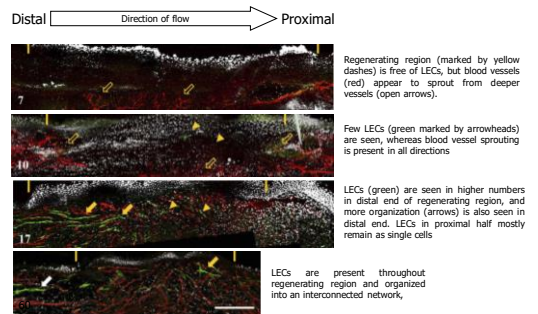 Distal
Direction of flow
Proximal
7
Regenerating region (marked by yellow
dashes) is free of LECs, but blood vessels
(red) appear to sprout from deeper
vessels (open arrows).
10
Few LECs (green marked by arrowheads)
are seen, whereas blood vessel sprouting
is present in all directions
17
LECs (green) are seen in higher numbers
in distal end of regenerating region, and
more organization (arrows) is also seen in
distal end. LECs in proximal half mostly
remain as single cells
LECs are present throughout
regenerating region and organized
into an interconnected network,